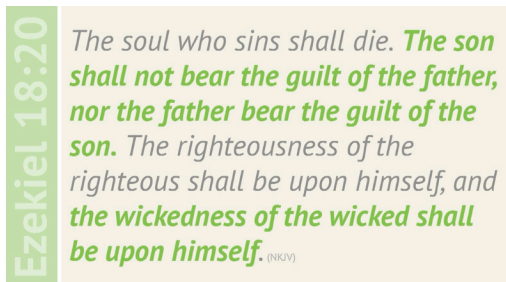 Ezekiel 18:20
The soul who sins shall die. The son
shall not bear the guilt of the father,
nor the father bear the guilt of the
son. The righteousness of the
righteous shall be upon himself, and
the wickedness of the wicked shall
be upon himself. (NKJV)